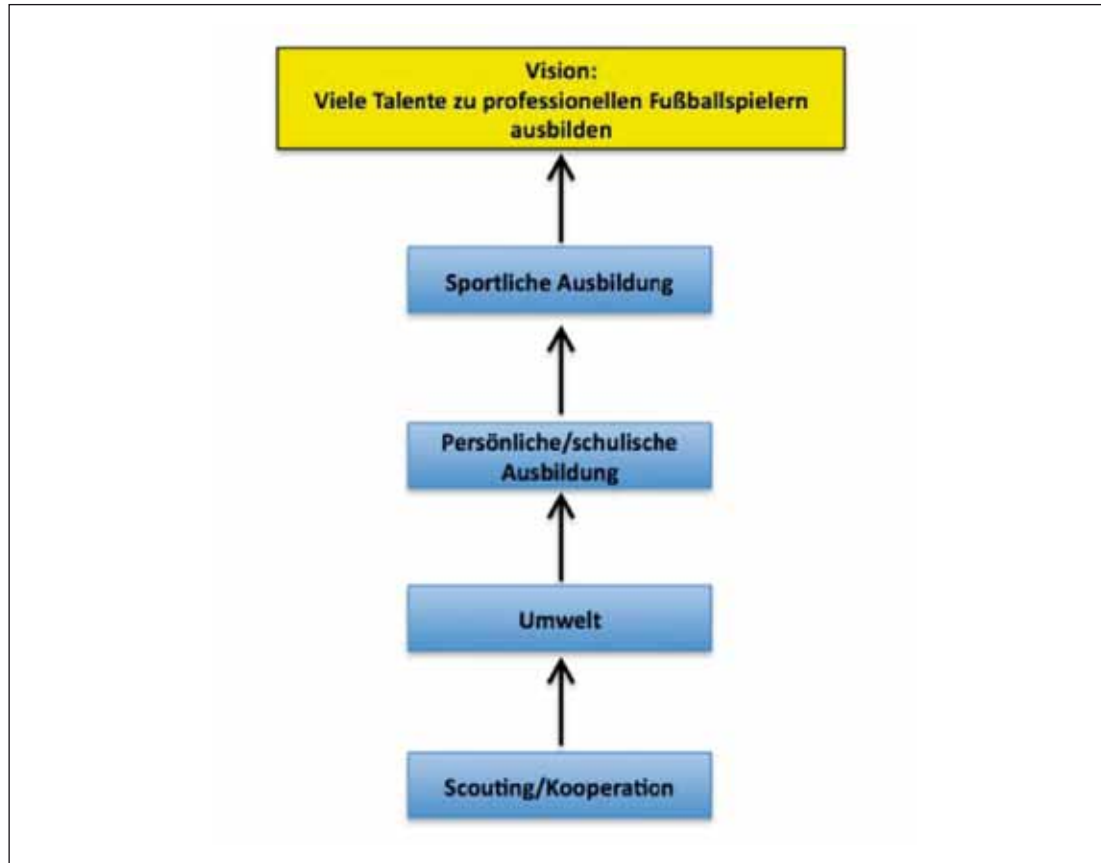 Vision:
Viele Talente zu professionellen Fußballspielern
ausbilden
Sportliche Ausbildung
Persönliche/schulische
Ausbildung
Umwelt
Scouting/Kooperation